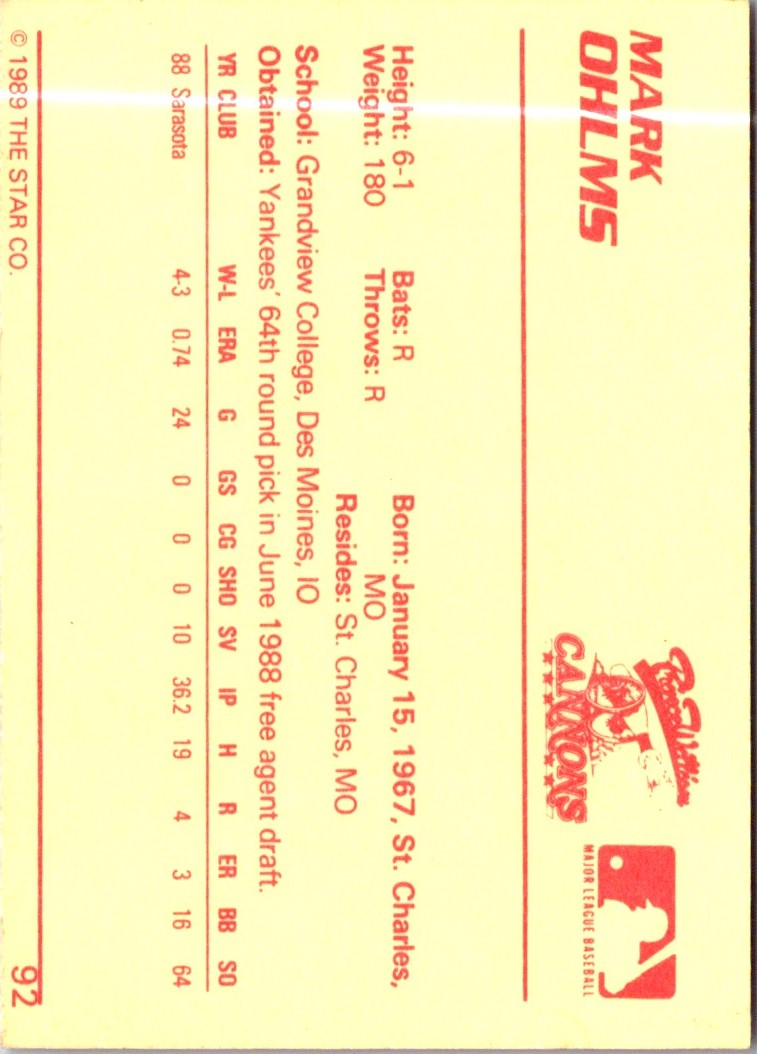 MARK
OHLMS
Prince William
CANNONS
MAJOR LEAGUE BASEBALL
Height: 6-1 Bats: R Born: January 15, 1967, St. Charles,
Weight: 180 Throws: R MO
Resides: St. Charles, MO
School: Grandview College, Des Moines, IO
Obtained: Yankees' 64th round pick in June 1988 free agent draft.
YR CLUB W-L ERA G GS CG SHO SV IP H R ER BB SO
88 Sarasota 4-3 0.74 24 0 0 0 10 36.2 19 4 3 16 64
© 1989 THE STAR CO. 92